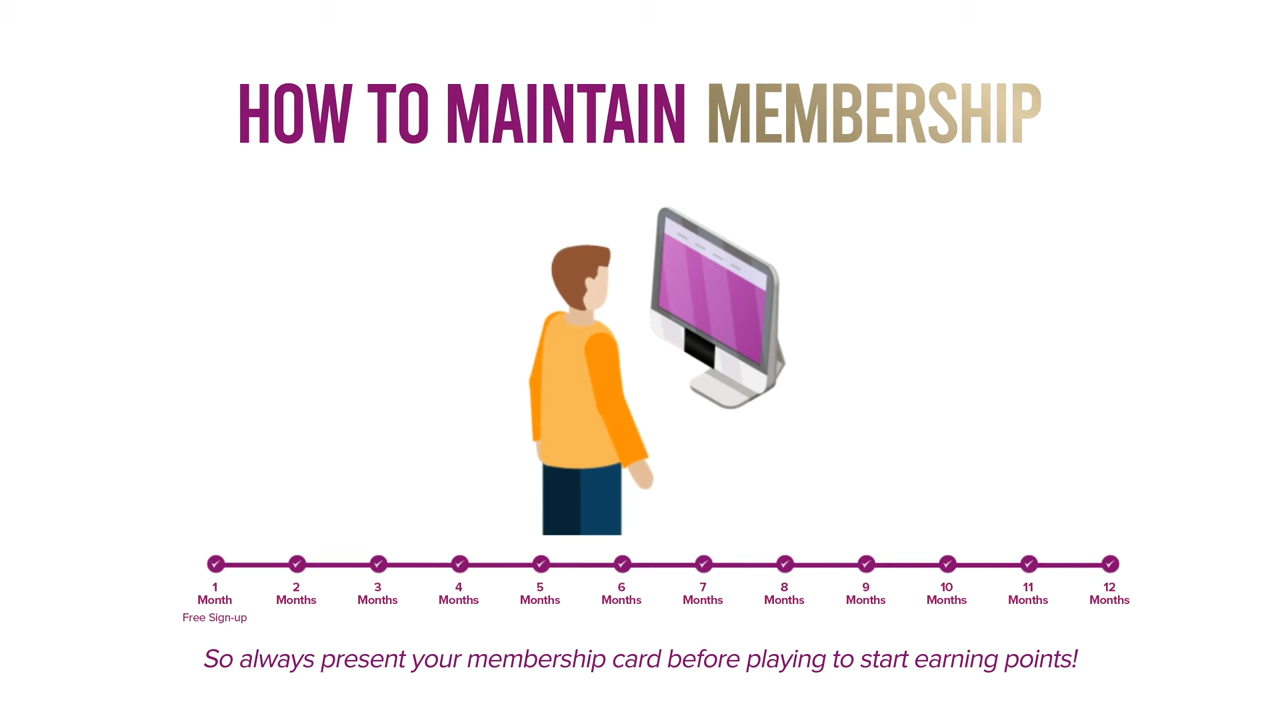 HOW TO MAINTAIN MEMBERSHIP
1 2 3 4 5 6 7 8 9 10 11 12
Month Months Months Months Months Months Months Months Months Months Months Months
Free Sign-up
So always present your membership card before playing to start earning points!